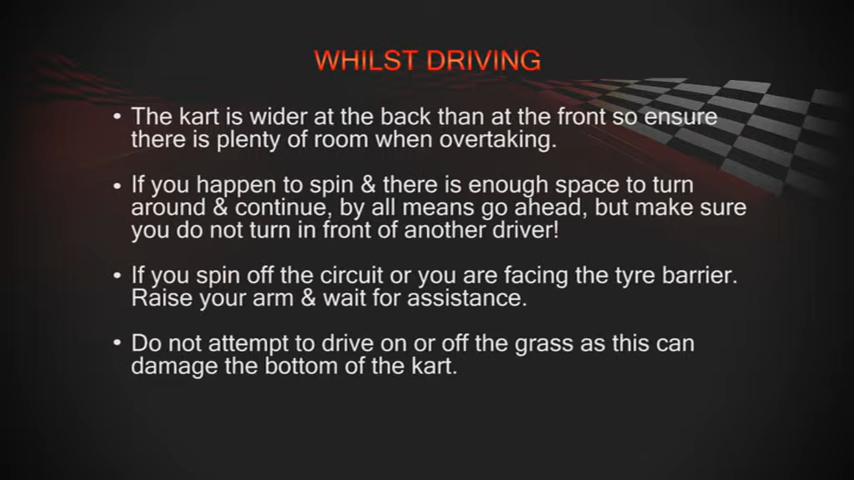 WHILST DRIVING
• The kart is wider at the back than at the front so ensure
there is plenty of room when overtaking.
• If you happen to spin & there is enough space to turn
around & continue, by all means go ahead, but make sure
you do not turn in front of another driver!
• If you spin off the circuit or you are facing the tyre barrier.
Raise your arm & wait for assistance.
• Do not attempt to drive on or off the grass as this can
damage the bottom of the kart.